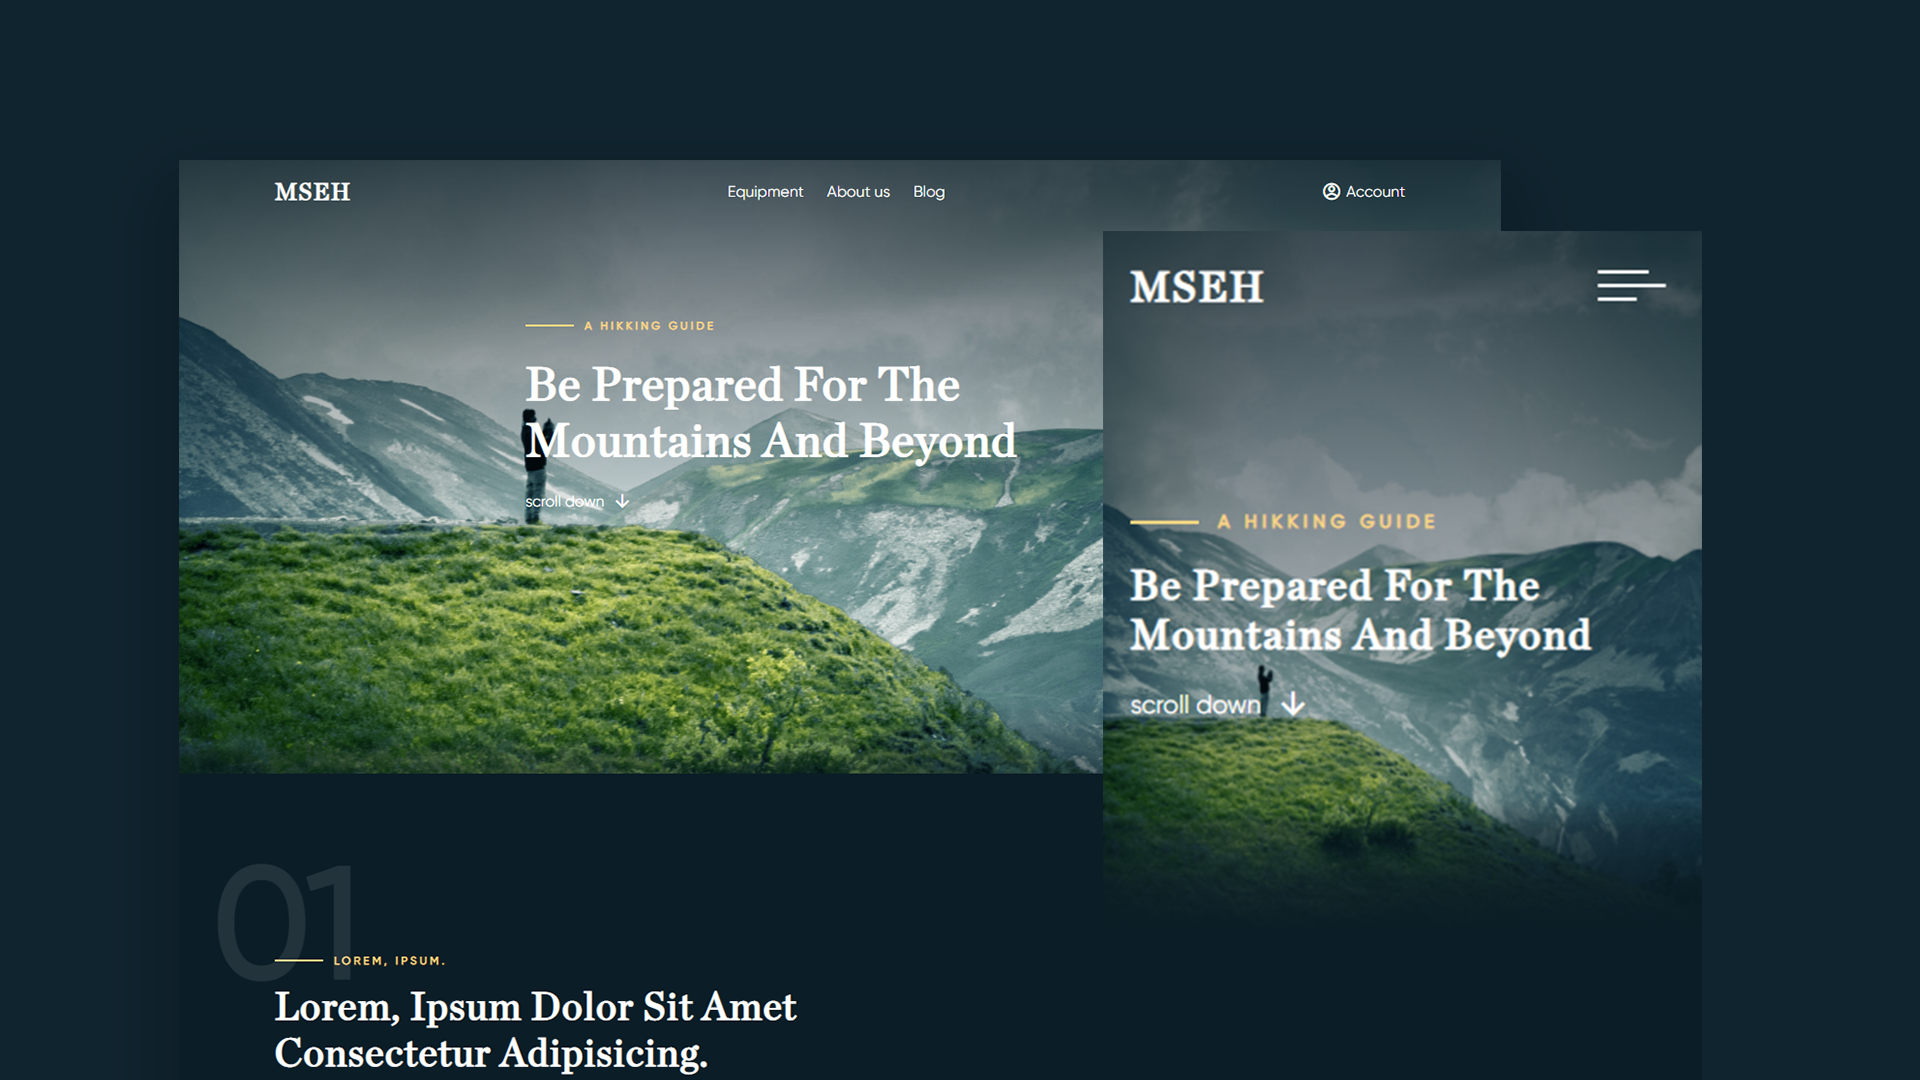 MSEH
Equipment
About us
Blog
Account
A HIKKING GUIDE
Be Prepared For The
Mountains And Beyond
scroll down
01
LOREM, IPSUM.
Lorem, Ipsum Dolor Sit Amet
Consectetur Adipisicing.
MSEH
A HIKKING GUIDE
Be Prepared For The
Mountains And Beyond
scroll down